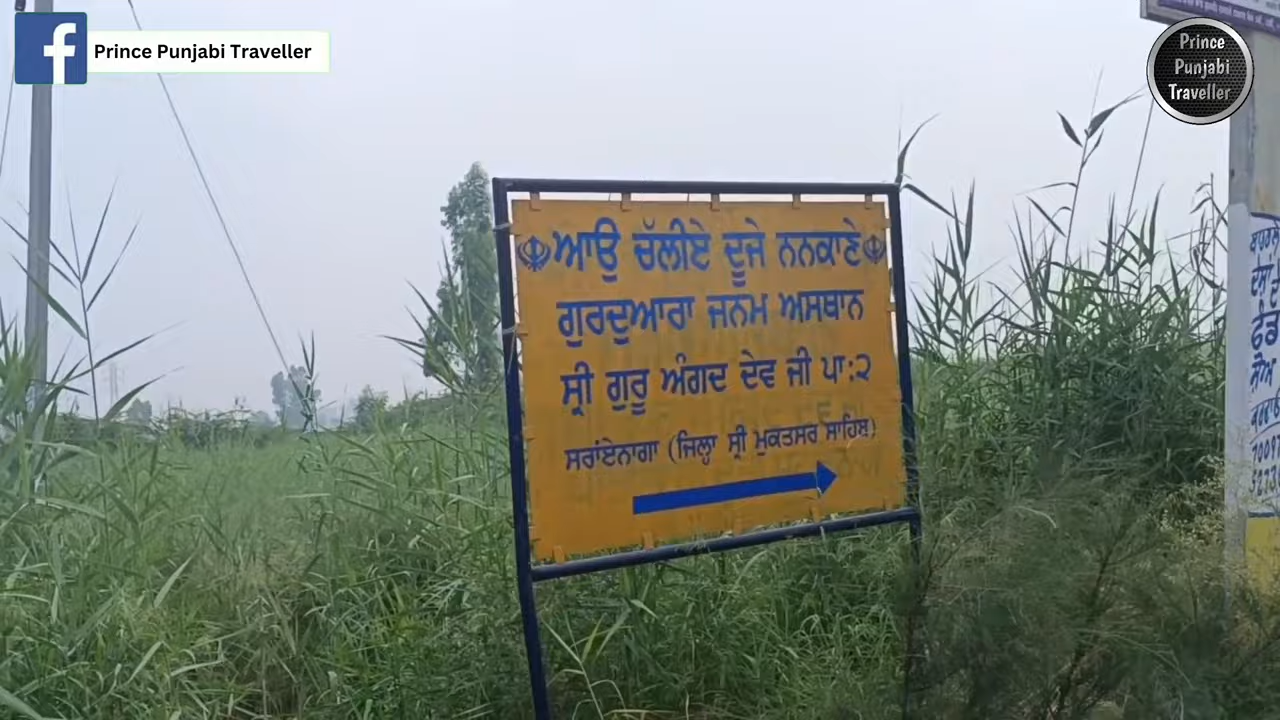 Prince Punjabi Traveller
Prince
Punjabi
Traveller
ਆਉ ਚੱਲੀਏ ਦੂਜੇ ਨਨਕਾਣੇ
ਗੁਰਦੁਆਰਾ ਜਨਮ ਅਸਥਾਨ
ਸ੍ਰੀ ਗੁਰੂ ਅੰਗਦ ਦੇਵ ਜੀ ਪਾ:੨
ਸਰਾਂਏਨਾਗਾ (ਜਿਲ੍ਹਾ ਸ੍ਰੀ ਮੁਕਤਸਰ ਸਾਹਿਬ)